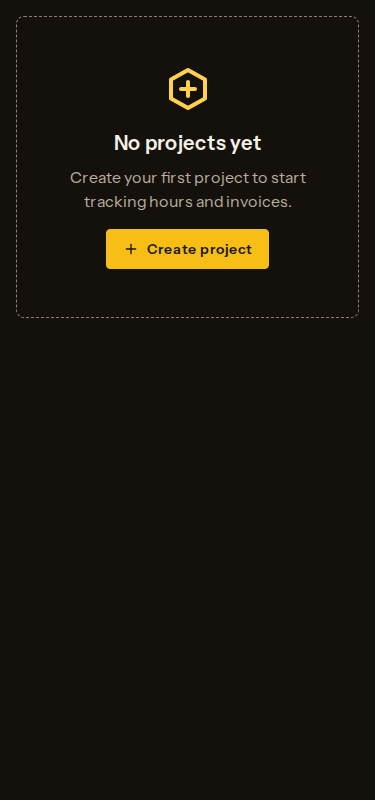 No projects yet
Create your first project to start
tracking hours and invoices.
Create project